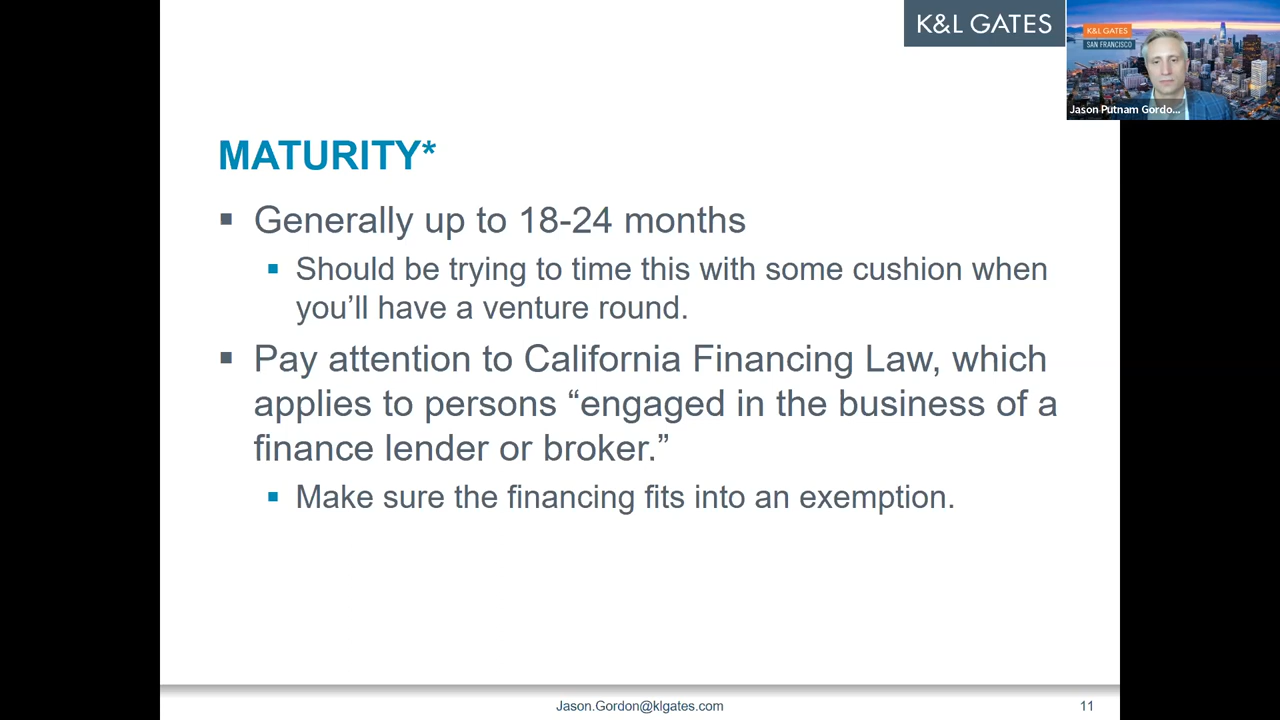 K&L GATES
K&L GATES
SAN FRANCISCO
Jason Putnam Gordo...
MATURITY*
▪ Generally up to 18-24 months
▪ Should be trying to time this with some cushion when
you’ll have a venture round.
▪ Pay attention to California Financing Law, which
applies to persons “engaged in the business of a
finance lender or broker.”
▪ Make sure the financing fits into an exemption.
Jason.Gordon@klgates.com
11